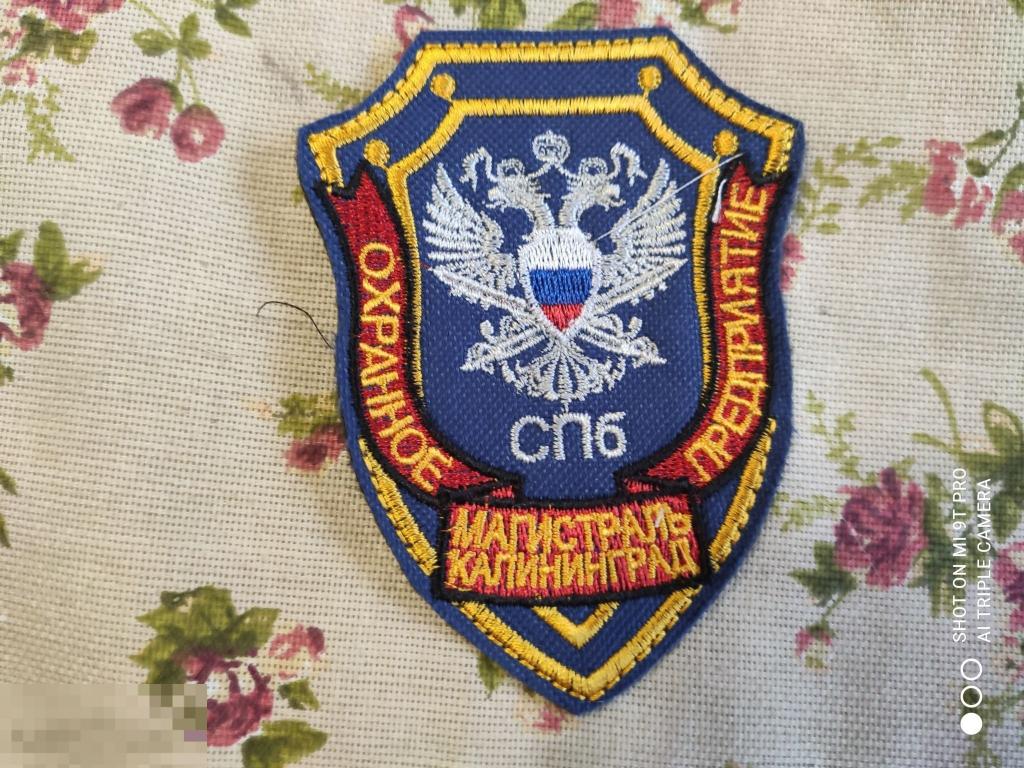 ОХРАННОЕ
ПРЕДПРИЯТИЕ
СПб
МАГИСТРАЛЬ
КАЛИНИНГРАД
SHOT ON MI 9T PRO
AI TRIPLE CAMERA